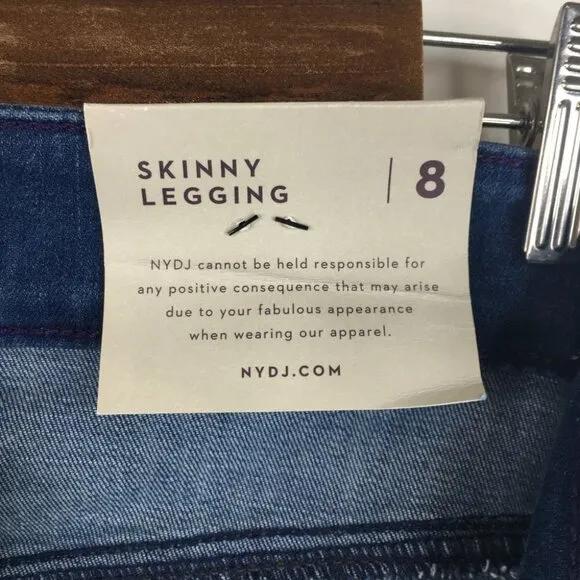 SKINNY
LEGGING
| 8
NYDJ cannot be held responsible for
any positive consequence that may arise
due to your fabulous appearance
when wearing our apparel.
NYDJ.COM